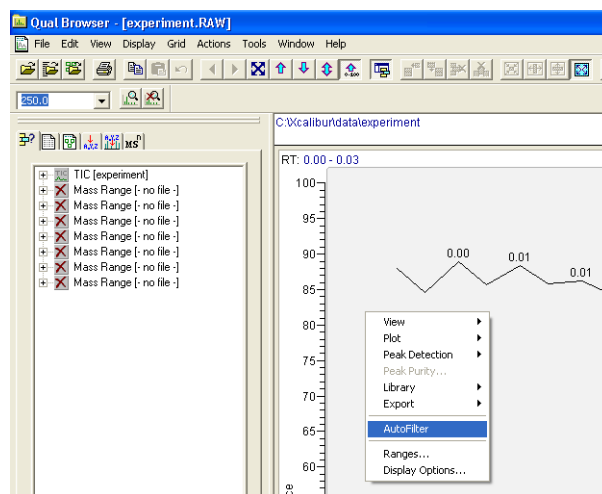 Qual Browser - [experiment.RAW]
File Edit View Display Grid Actions Tools Window Help
250.0
C:\Xcalibur\data\experiment
TIC [experiment]
Mass Range [- no file -]
Mass Range [- no file -]
Mass Range [- no file -]
Mass Range [- no file -]
Mass Range [- no file -]
Mass Range [- no file -]
Mass Range [- no file -]
RT: 0.00 - 0.03
100
95
90
85
80
75
70
65
60
0.00
0.01
0.01
View
Plot
Peak Detection
Peak Purity...
Library
Export
AutoFilter
Ranges...
Display Options...